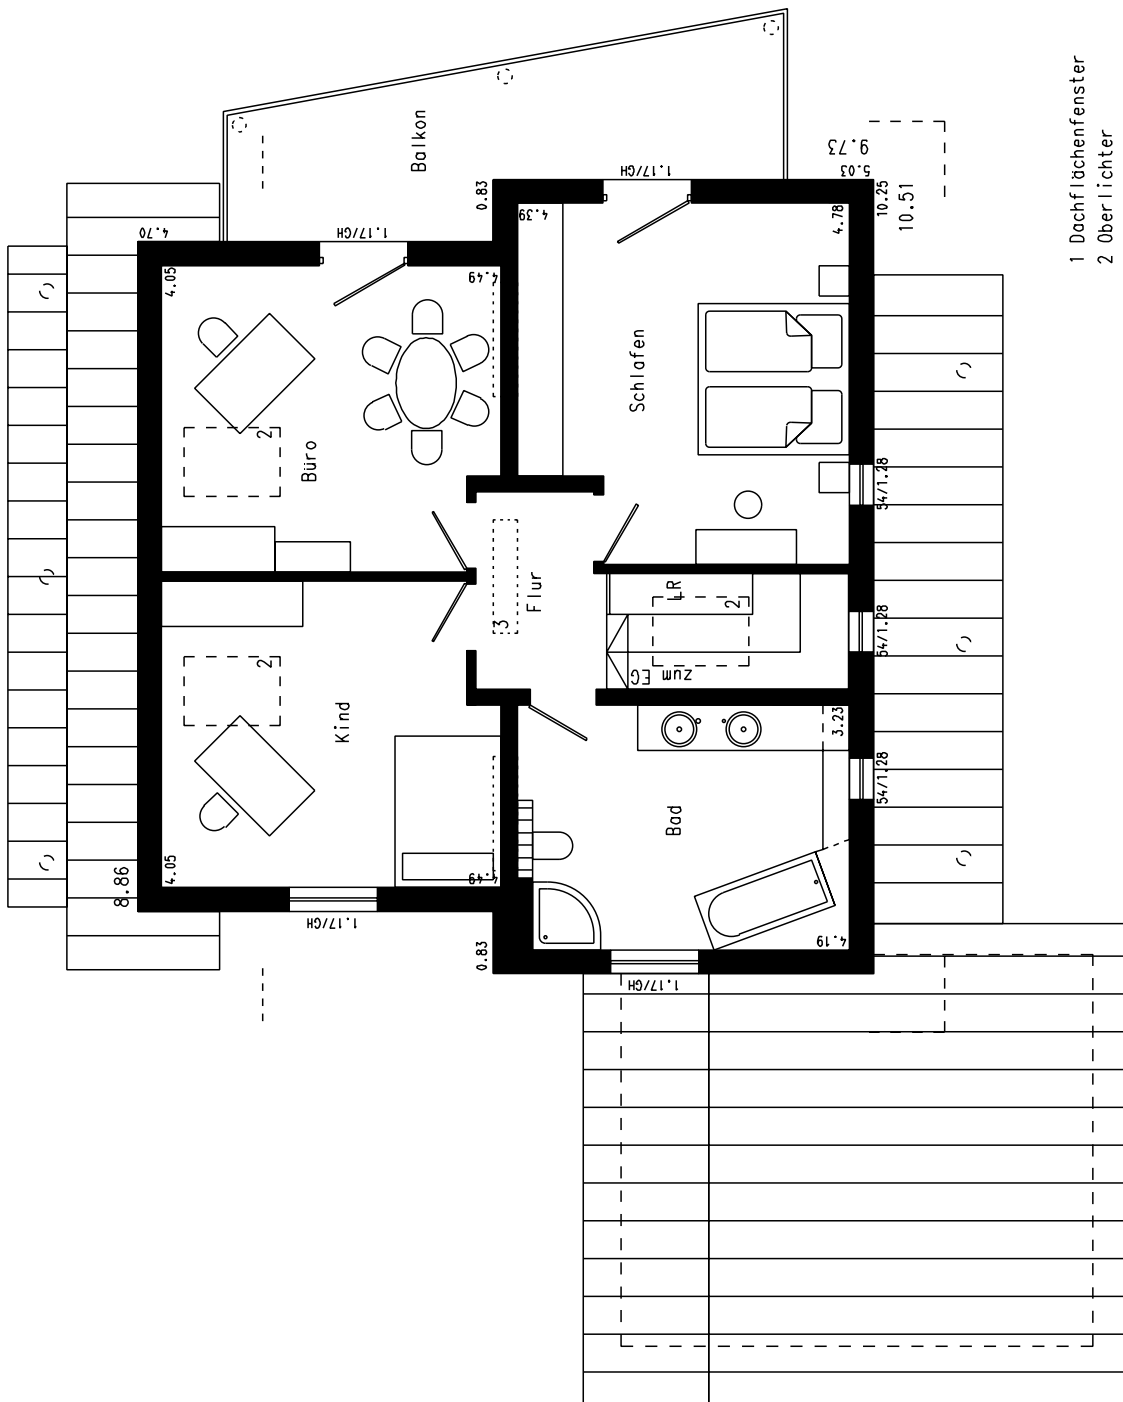 Balkon
9.73
5.03
10.25
10.51
1.17/GH
0.83
4.39
4.78
4.70
1.17/GH
4.05
4.49
Büro
2
Schlafen
54/1.28
Flur
3
LR
2
zum EG
54/1.28
Kind
2
4.05
4.49
8.86
1.17/GH
0.83
Bad
3.23
54/1.28
4.19
1.17/GH
1 Dachflächenfenster
2 Oberlichter